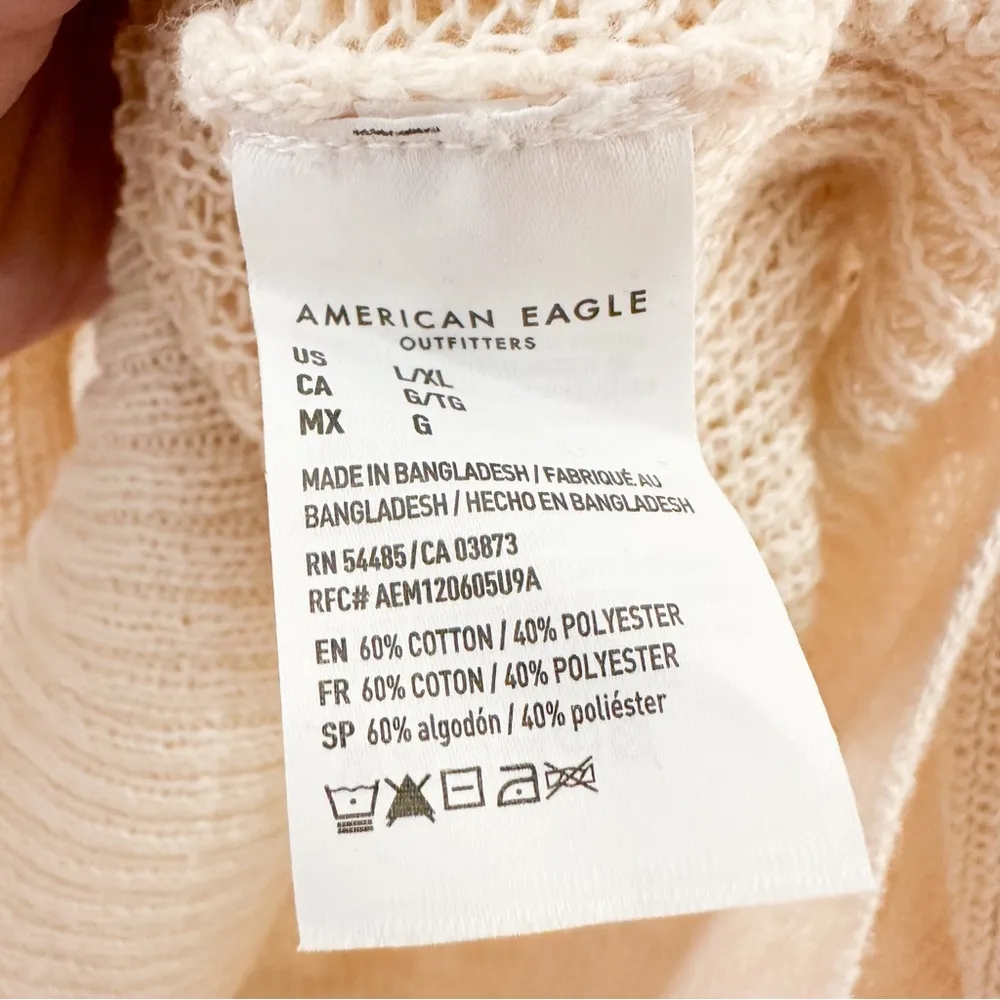 AMERICAN EAGLE
OUTFITTERS
US L/XL
CA G/TG
MX G
MADE IN BANGLADESH / FABRIQUÉ AU
BANGLADESH / HECHO EN BANGLADESH
RN 54485/CA 03873
RFC# AEM120605U9A
EN 60% COTTON / 40% POLYESTER
FR 60% COTON / 40% POLYESTER
SP 60% algodón / 40% poliéster